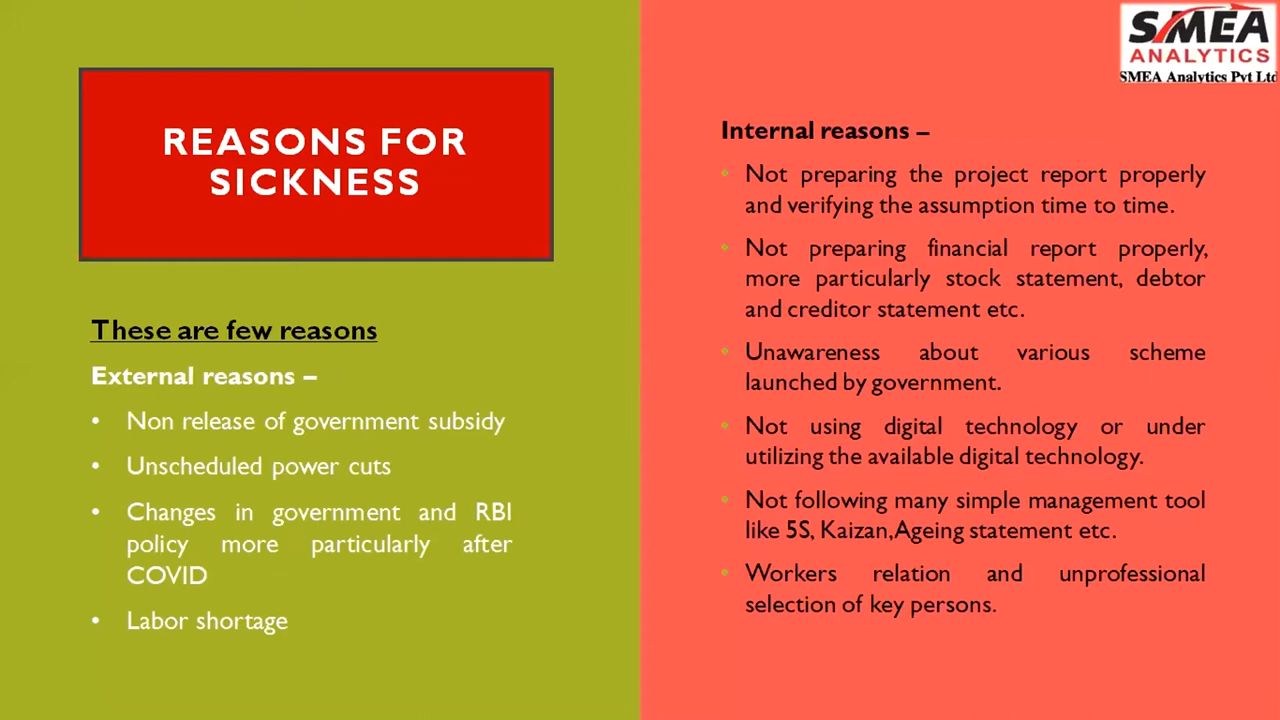 REASONS FOR
SICKNESS
These are few reasons
External reasons –
• Non release of government subsidy
• Unscheduled power cuts
• Changes in government and RBI
policy more particularly after
COVID
• Labor shortage
SMEA
ANALYTICS
SMEA Analytics Pvt Ltd
Internal reasons –
• Not preparing the project report properly
and verifying the assumption time to time.
• Not preparing financial report properly,
more particularly stock statement, debtor
and creditor statement etc.
• Unawareness about various scheme
launched by government.
• Not using digital technology or under
utilizing the available digital technology.
• Not following many simple management tool
like 5S, Kaizan,Ageing statement etc.
• Workers relation and unprofessional
selection of key persons.